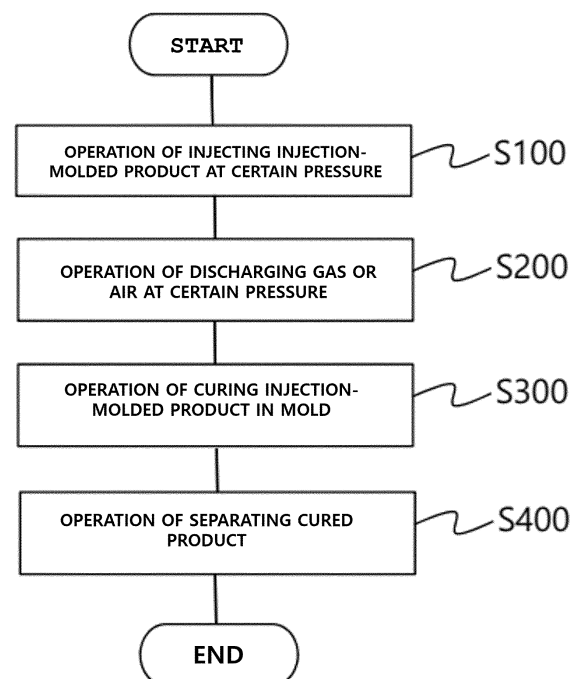 START
OPERATION OF INJECTING INJECTION-
MOLDED PRODUCT AT CERTAIN PRESSURE
S100
OPERATION OF DISCHARGING GAS OR
AIR AT CERTAIN PRESSURE
S200
OPERATION OF CURING INJECTION-
MOLDED PRODUCT IN MOLD
S300
OPERATION OF SEPARATING CURED
PRODUCT
S400
END